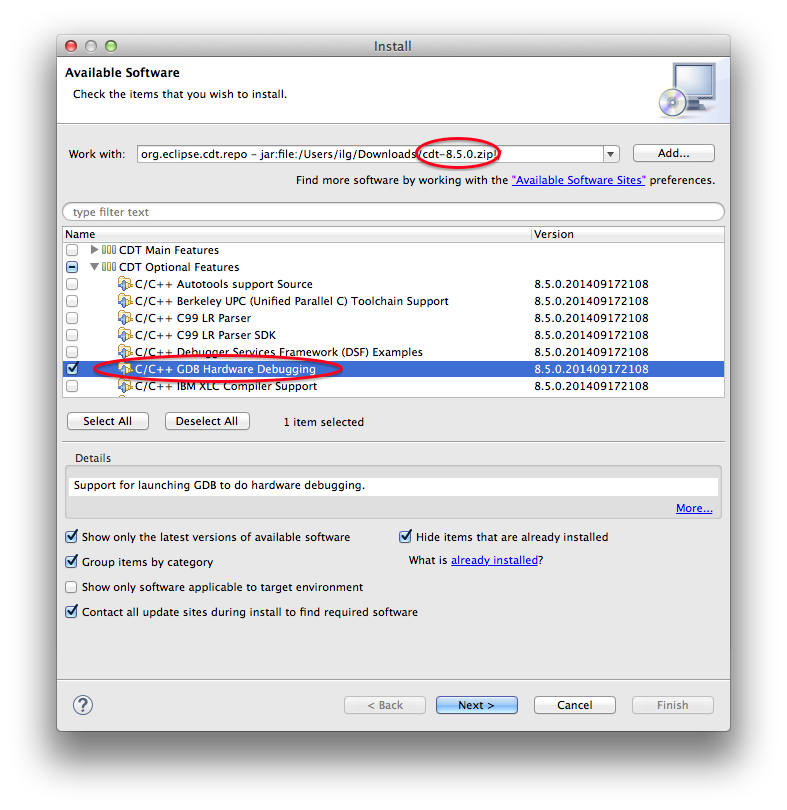 Install
Available Software
Check the items that you wish to install.
Work with: org.eclipse.cdt.repo - jar:file:/Users/ilg/Downloads/cdt-8.5.0.zip!/ Add...
Find more software by working with the "Available Software Sites" preferences.
type filter text
Name Version
CDT Main Features
CDT Optional Features
C/C++ Autotools support Source 8.5.0.201409172108
C/C++ Berkeley UPC (Unified Parallel C) Toolchain Support 8.5.0.201409172108
C99 LR Parser 8.5.0.201409172108
C99 LR Parser SDK 8.5.0.201409172108
C/C++ Debugger Services Framework (DSF) Examples 8.5.0.201409172108
C/C++ GDB Hardware Debugging 8.5.0.201409172108
C/C++ IBM XLC Compiler Support 8.5.0.201409172108
Select All Deselect All 1 item selected
Details
Support for launching GDB to do hardware debugging.
More...
Show only the latest versions of available software Hide items that are already installed
Group items by category What is already installed?
Show only software applicable to target environment
Contact all update sites during install to find required software
? < Back Next > Cancel Finish